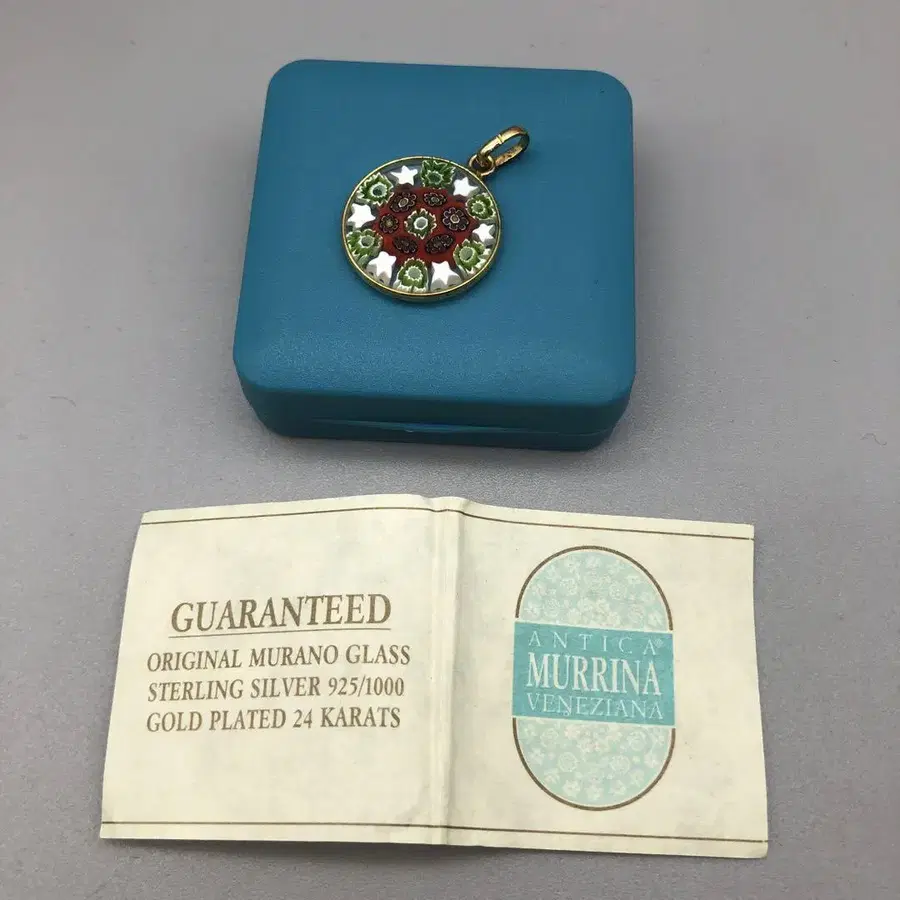 GUARANTEED
ORIGINAL MURANO GLASS
STERLING SILVER 925/1000
GOLD PLATED 24 KARATS
ANTICA®
MURRINA
VENEZIANA